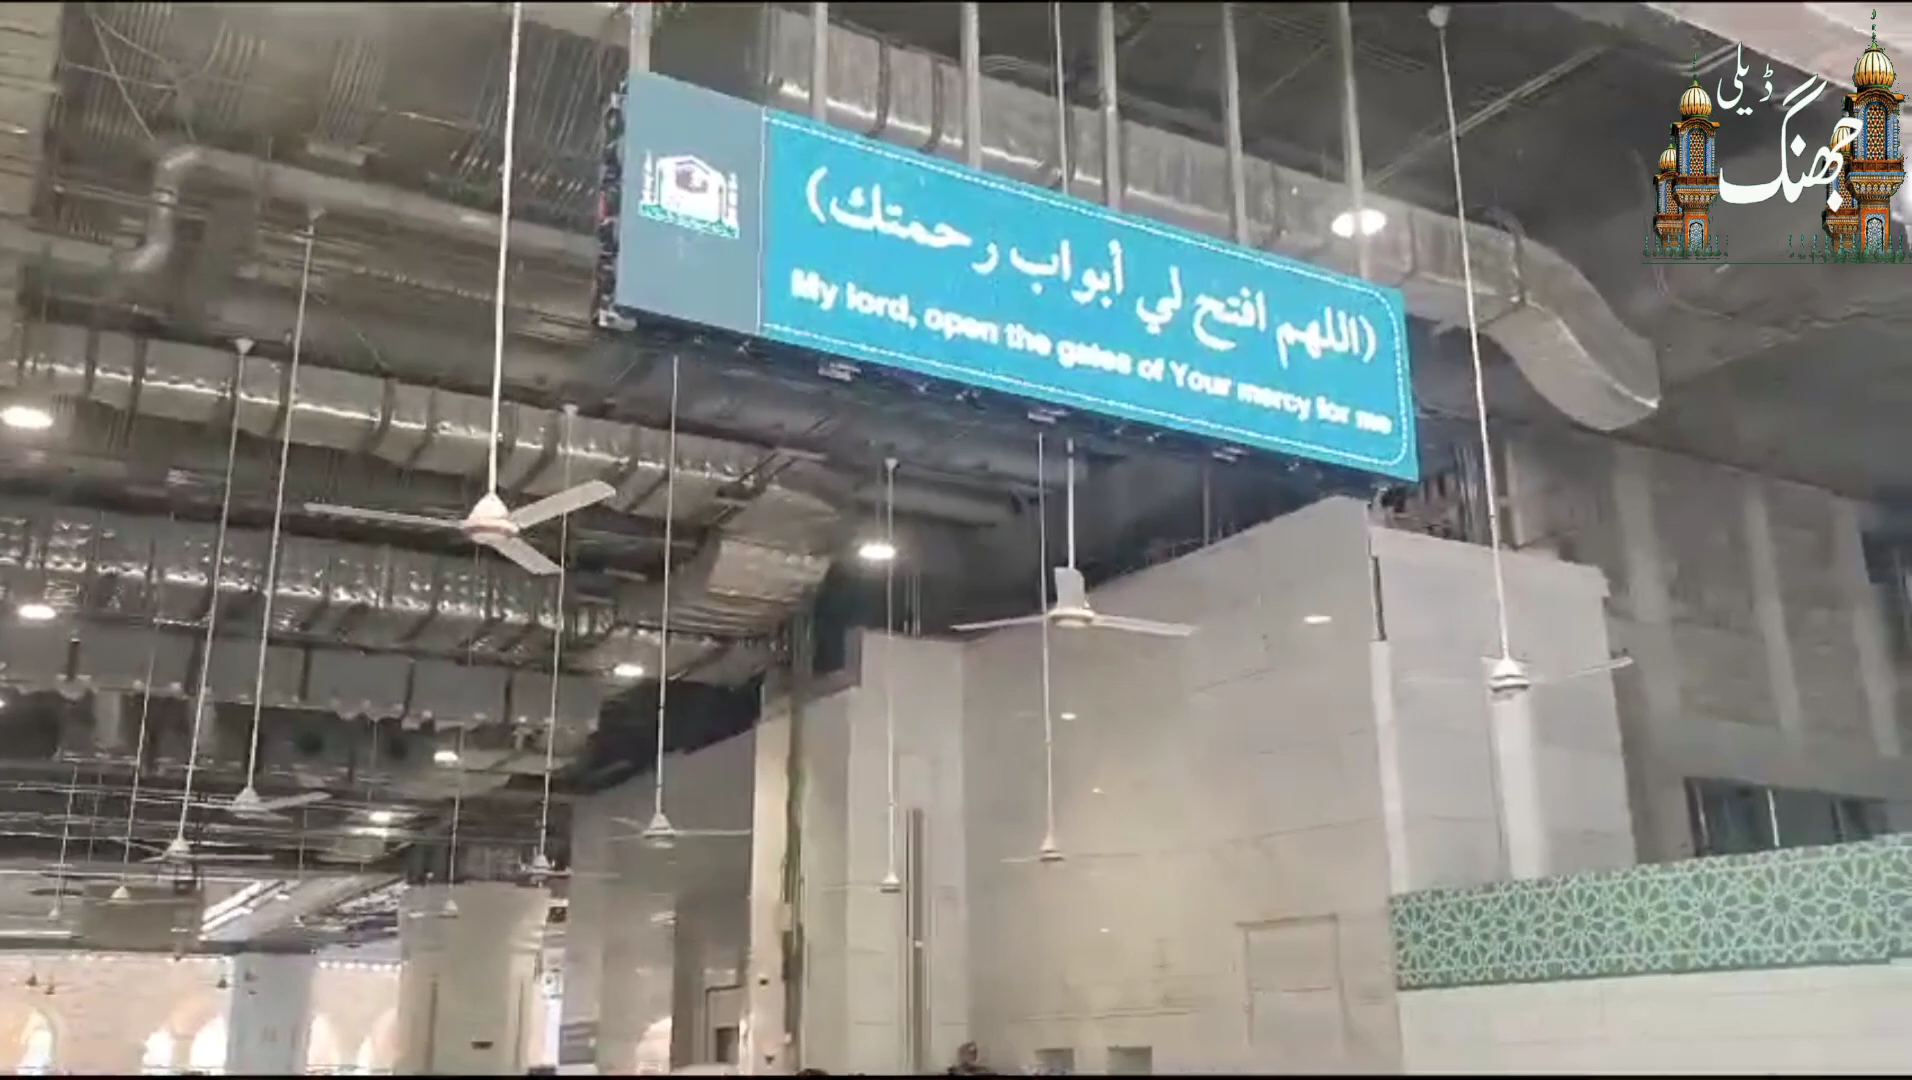 (اللهم افتح لي أبواب رحمتك)
My lord, open the gates of Your mercy for me
ڈیلی
جھنگ